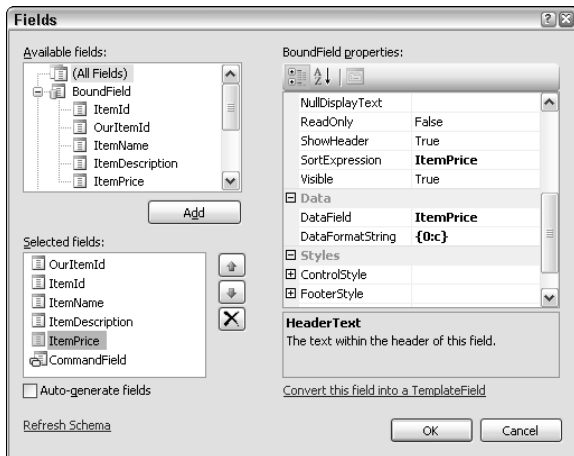 Fields
Available fields:
(All Fields)
BoundField
ItemId
OurItemId
ItemName
ItemDescription
ItemPrice
Add
Selected fields:
OurItemId
ItemId
ItemName
ItemDescription
ItemPrice
CommandField
Auto-generate fields
Refresh Schema
BoundField properties:
NullDisplayText
ReadOnly False
ShowHeader True
SortExpression ItemPrice
Visible True
Data
DataField ItemPrice
DataFormatString {0:c}
Styles
ControlStyle
FooterStyle
HeaderText
The text within the header of this field.
Convert this field into a TemplateField
OK Cancel